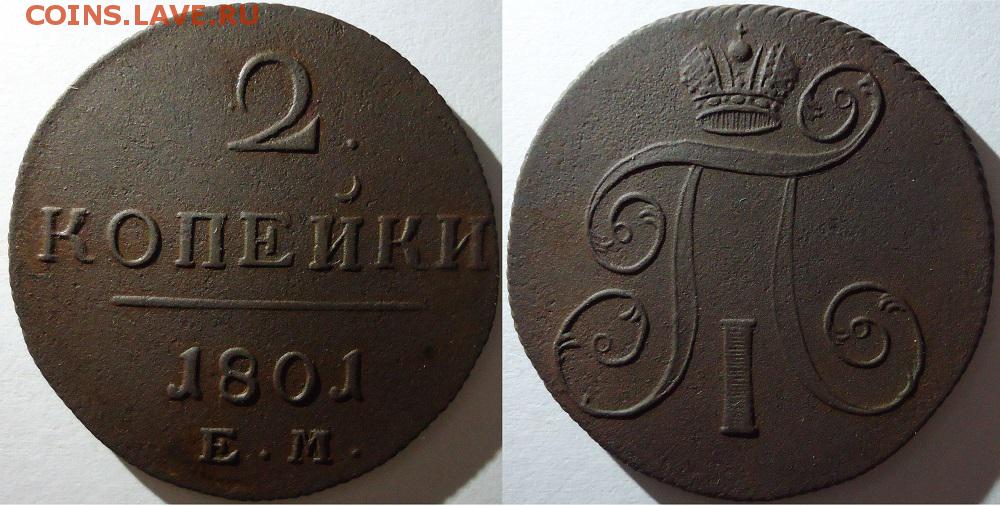 COINS.LAVE.RU
2.
КОПЕЙКИ
1801
Е.М.
П
I